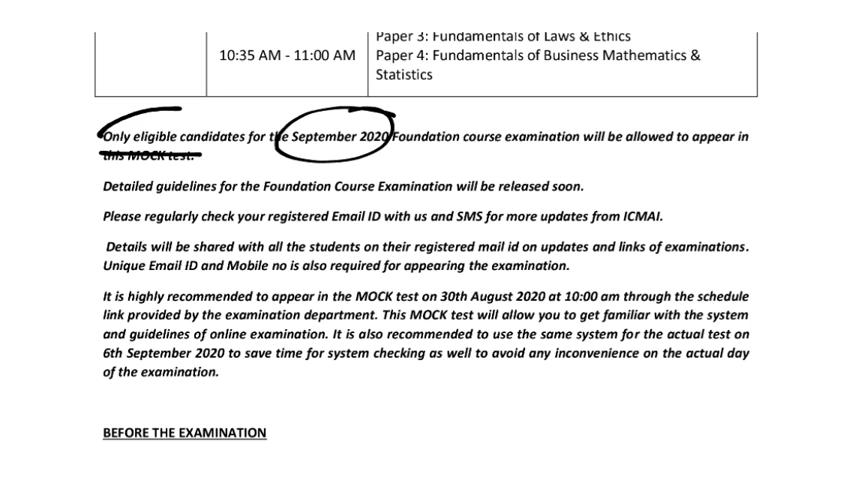 Paper 3: Fundamentals of Laws & Ethics
10:35 AM - 11:00 AM
Paper 4: Fundamentals of Business Mathematics &
Statistics
Only eligible candidates for the September 2020 Foundation course examination will be allowed to appear in
this MOCK test.
Detailed guidelines for the Foundation Course Examination will be released soon.
Please regularly check your registered Email ID with us and SMS for more updates from ICMAI.
Details will be shared with all the students on their registered mail id on updates and links of examinations.
Unique Email ID and Mobile no is also required for appearing the examination.
It is highly recommended to appear in the MOCK test on 30th August 2020 at 10:00 am through the schedule
link provided by the examination department. This MOCK test will allow you to get familiar with the system
and guidelines of online examination. It is also recommended to use the same system for the actual test on
6th September 2020 to save time for system checking as well to avoid any inconvenience on the actual day
of the examination.
BEFORE THE EXAMINATION